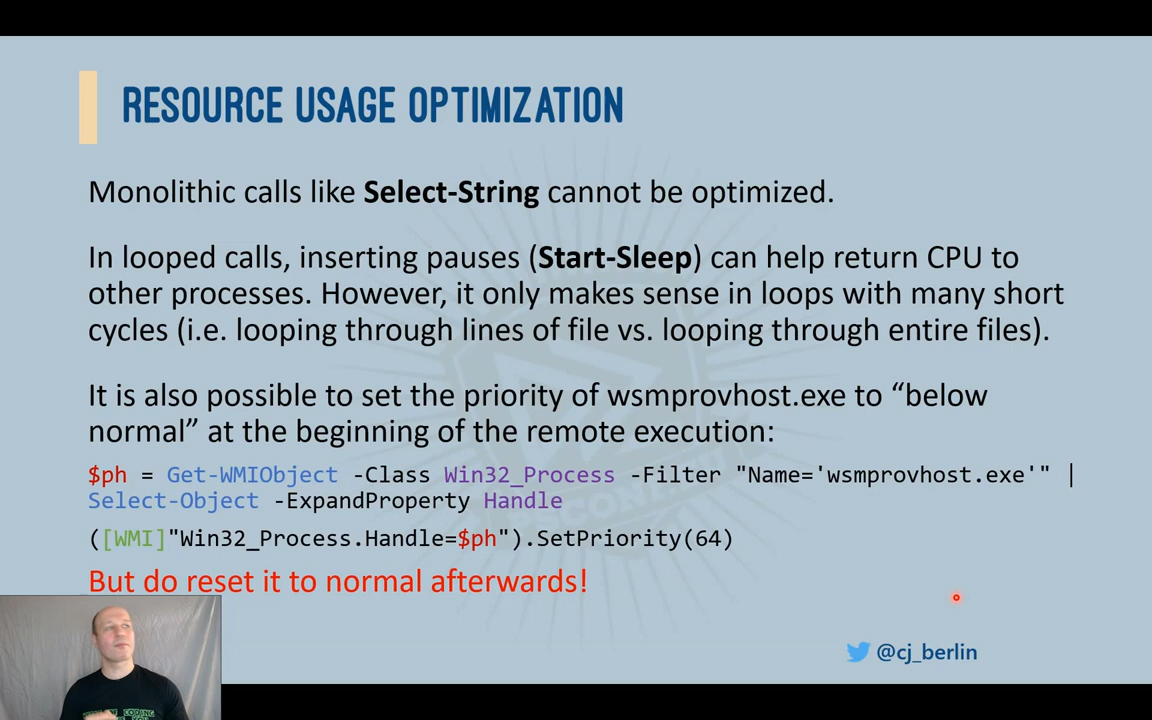 RESOURCE USAGE OPTIMIZATION
Monolithic calls like Select-String cannot be optimized.
In looped calls, inserting pauses (Start-Sleep) can help return CPU to
other processes. However, it only makes sense in loops with many short
cycles (i.e. looping through lines of file vs. looping through entire files).
It is also possible to set the priority of wsmprovhost.exe to “below
normal” at the beginning of the remote execution:
$ph = Get-WMIObject -Class Win32_Process -Filter "Name='wsmprovhost.exe'" |
Select-Object -ExpandProperty Handle
([WMI]"Win32_Process.Handle=$ph").SetPriority(64)
But do reset it to normal afterwards!
@cj_berlin